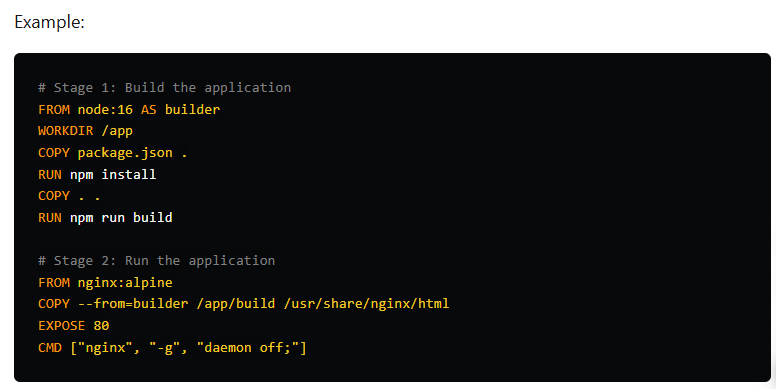 Example:
# Stage 1: Build the application
FROM node:16 AS builder
WORKDIR /app
COPY package.json .
RUN npm install
COPY . .
RUN npm run build
# Stage 2: Run the application
FROM nginx:alpine
COPY --from=builder /app/build /usr/share/nginx/html
EXPOSE 80
CMD ["nginx", "-g", "daemon off;"]